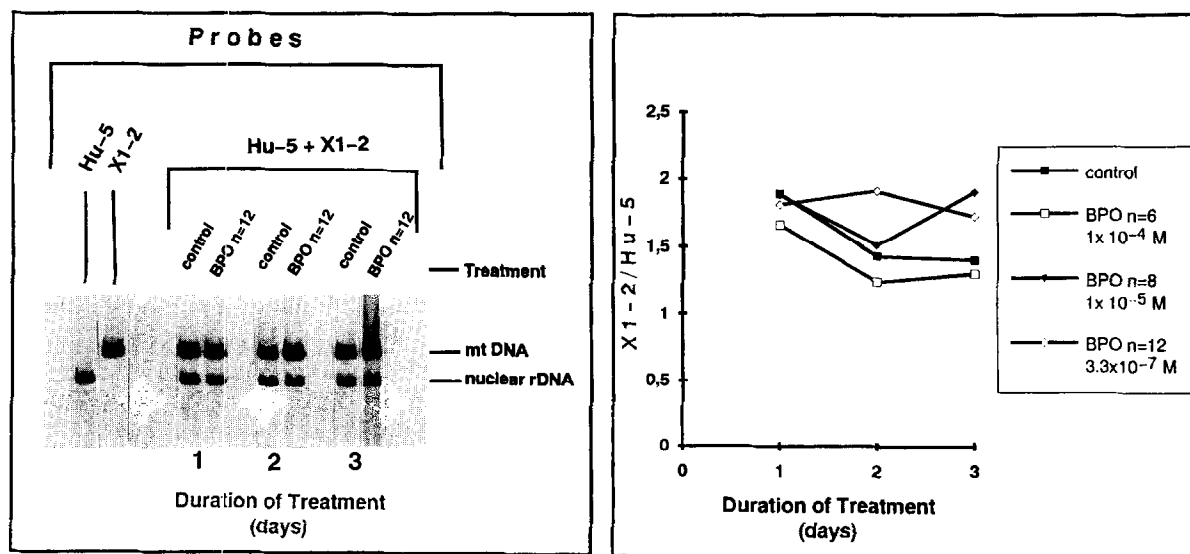 Probes
Hu-5
X1-2
Hu-5 + X1-2
control
BPO n=12
control
BPO n=12
control
BPO n=12
Treatment
mt DNA
nuclear rDNA
1
2
3
Duration of Treatment
(days)
X1-2/Hu-5
2,5
2
1,5
1
0,5
0
0
1
2
3
Duration of Treatment
(days)
control
BPO n=6
1x 10⁻⁴ M
BPO n=8
1x 10⁻⁵ M
BPO n=12
3.3x10⁻⁷ M